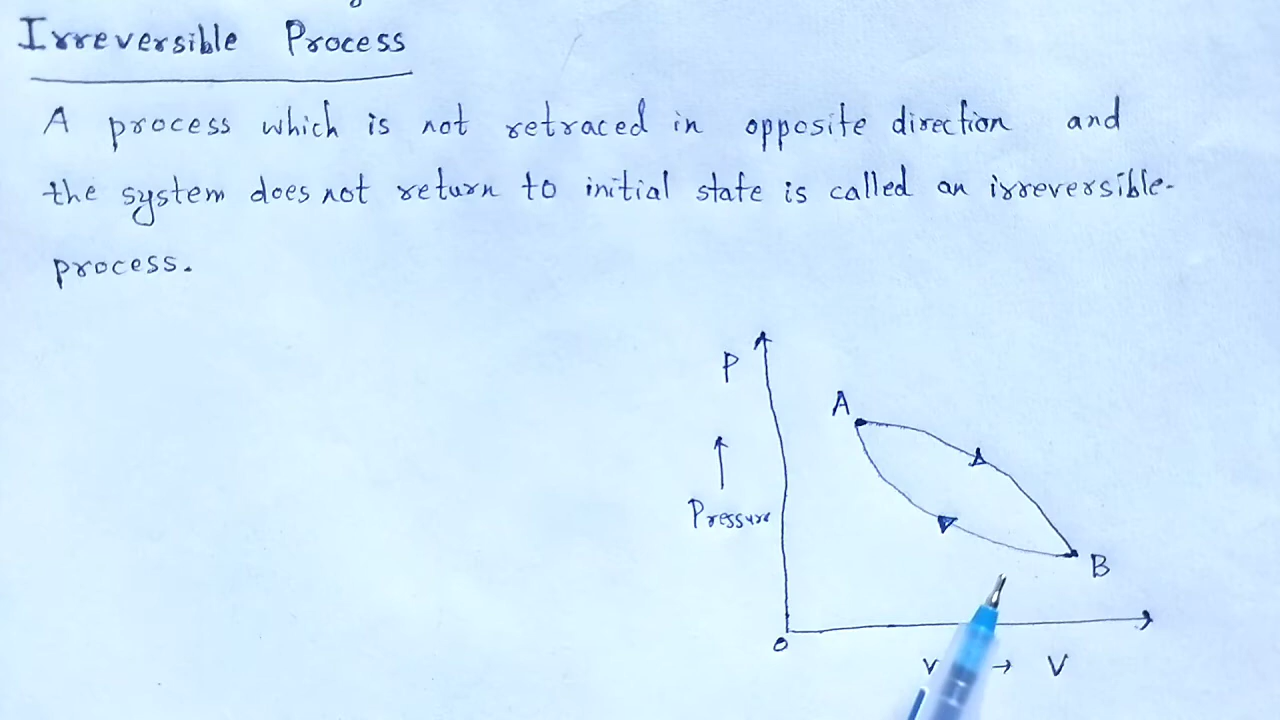 Irreversible Process
A process which is not retraced in opposite direction and
the system does not return to initial state is called an irreversible-
process.
P
A
Pressure
B
O
→ V